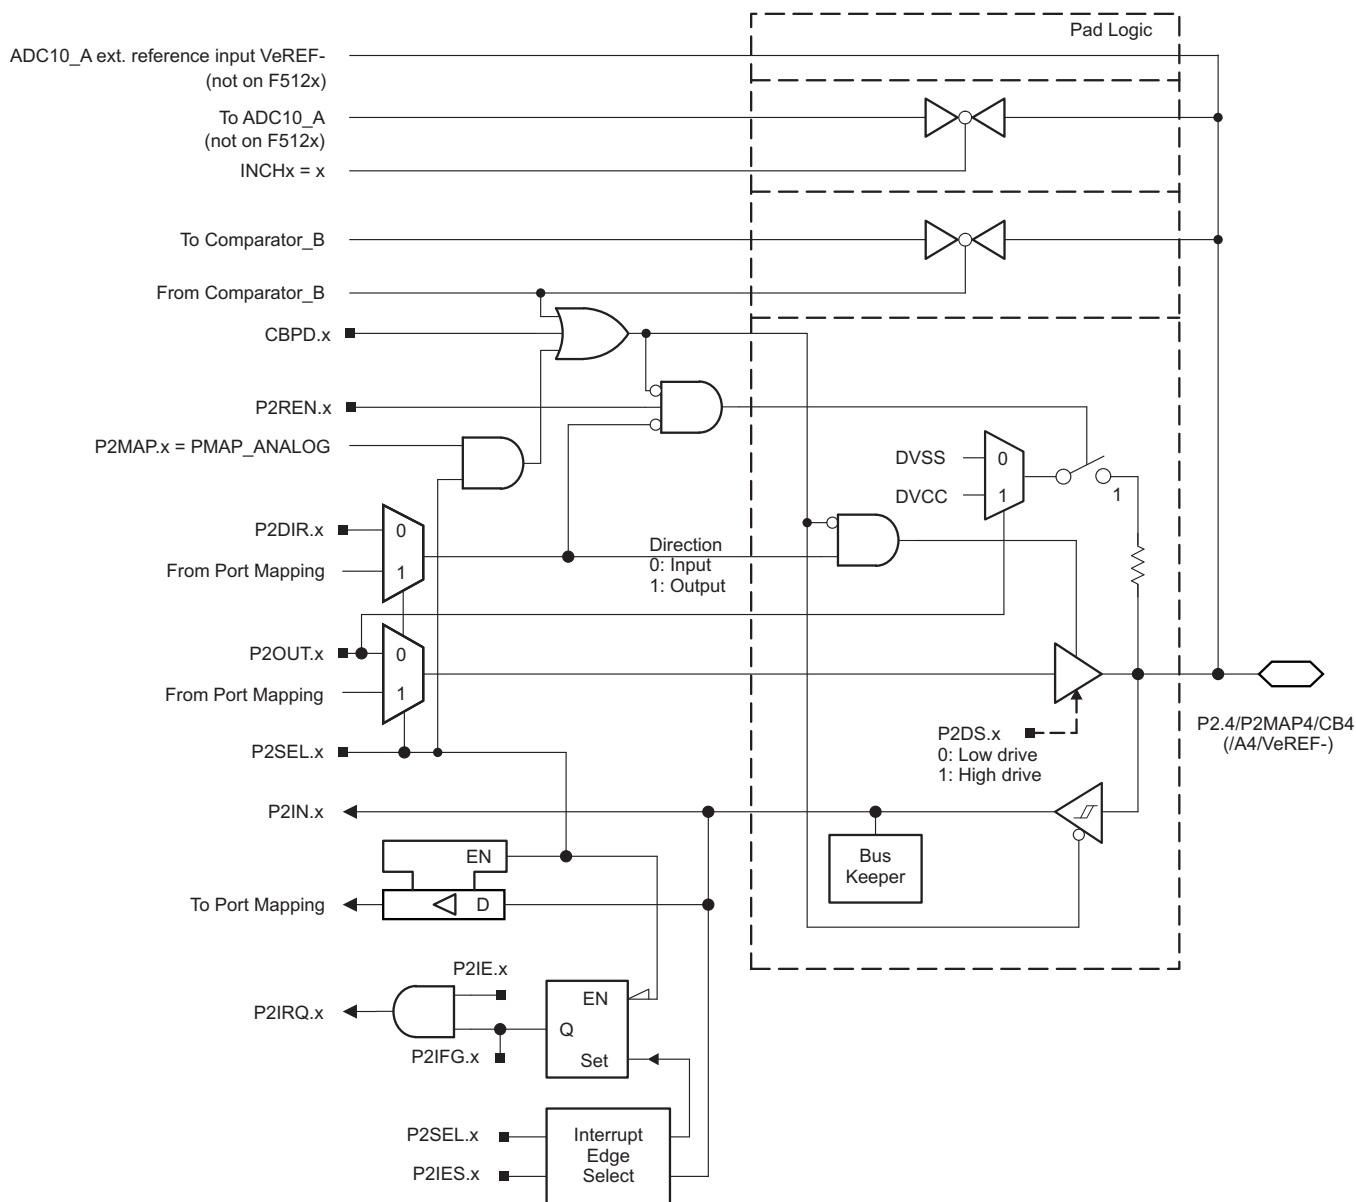 Pad Logic
ADC10_A ext. reference input VeREF-
(not on F512x)
To ADC10_A
(not on F512x)
INCHx = x
To Comparator_B
From Comparator_B
CBPD.x
P2REN.x
P2MAP.x = PMAP_ANALOG
DVSS
0
DVCC
1
1
P2DIR.x
0
From Port Mapping
1
Direction
0: Input
1: Output
P2OUT.x
0
From Port Mapping
1
P2SEL.x
P2DS.x
0: Low drive
1: High drive
P2.4/P2MAP4/CB4
(/A4/VeREF-)
P2IN.x
Bus
Keeper
EN
To Port Mapping
D
P2IE.x
P2IRQ.x
EN
Q
P2IFG.x
Set
P2SEL.x
P2IES.x
Interrupt
Edge
Select